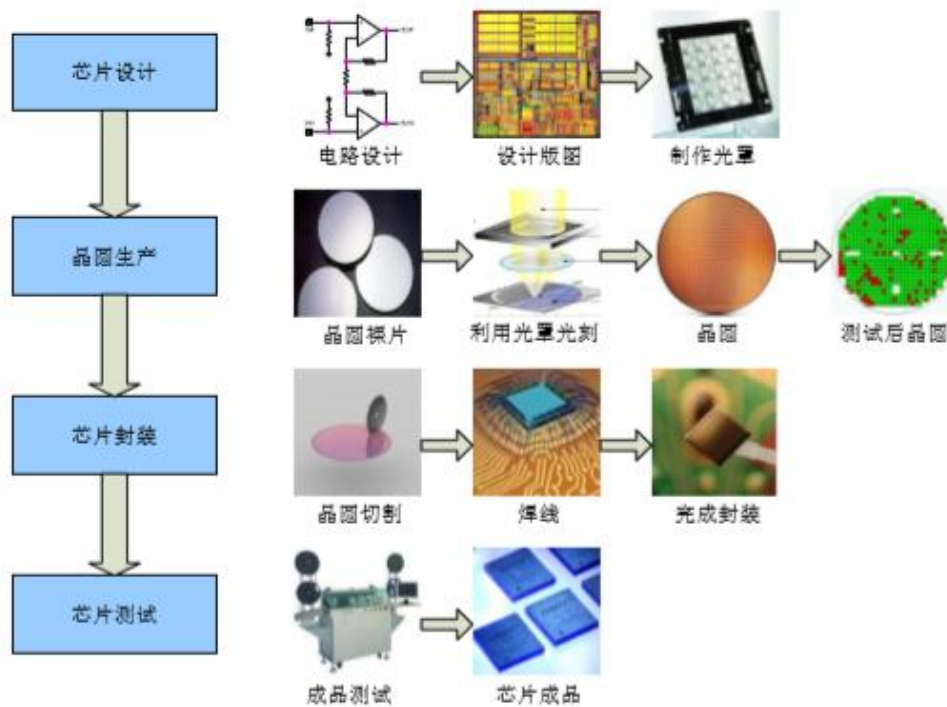 芯片设计
电路设计
设计版图
制作光罩
晶圆生产
晶圆裸片
利用光罩光刻
晶圆
测试后晶圆
芯片封装
晶圆切割
焊线
完成封装
芯片测试
成品测试
芯片成品